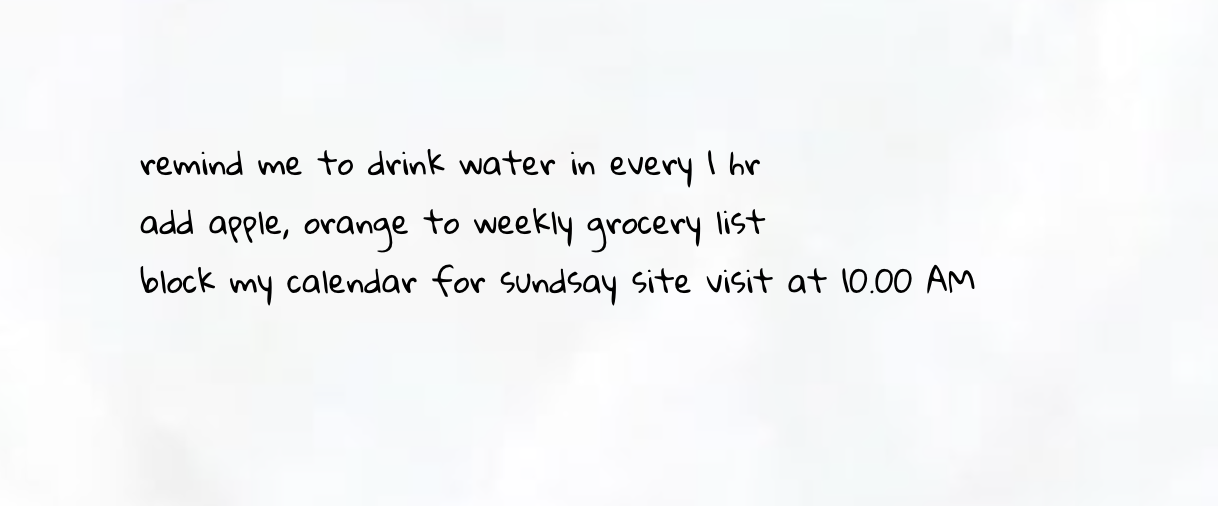 remind me to drink water in every 1 hr
add apple, orange to weekly grocery list
block my calendar for sundsay site visit at 10.00 AM